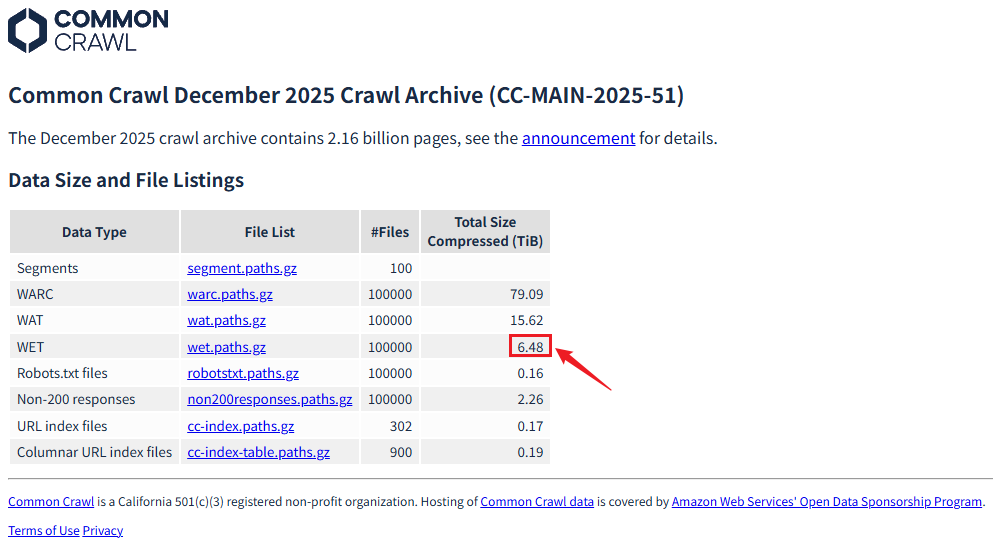 COMMON
CRAWL
Common Crawl December 2025 Crawl Archive (CC-MAIN-2025-51)
The December 2025 crawl archive contains 2.16 billion pages, see the announcement for details.
Data Size and File Listings
Data Type File List #Files Total Size Compressed (TiB)
Segments segment.paths.gz 100
WARC warc.paths.gz 100000 79.09
WAT wat.paths.gz 100000 15.62
WET wet.paths.gz 100000 6.48
Robots.txt files robotstxt.paths.gz 100000 0.16
Non-200 responses non200responses.paths.gz 100000 2.26
URL index files cc-index.paths.gz 302 0.17
Columnar URL index files cc-index-table.paths.gz 900 0.19
Common Crawl is a California 501(c)(3) registered non-profit organization. Hosting of Common Crawl data is covered by Amazon Web Services' Open Data Sponsorship Program.
Terms of Use Privacy